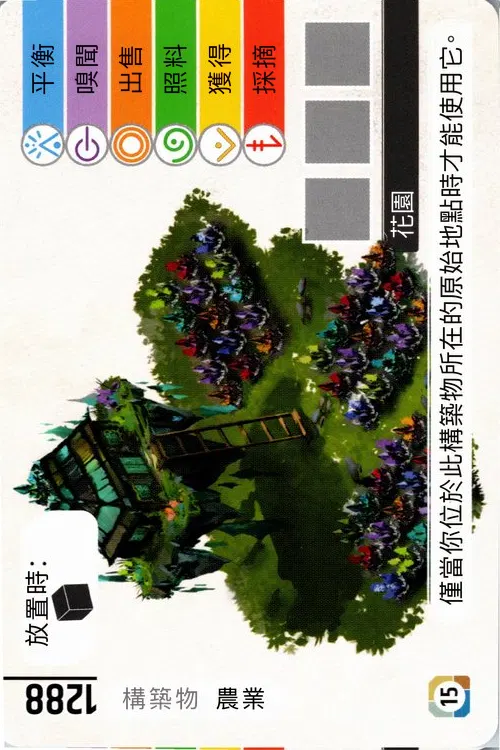 1288
構築物 農業
放置時：
平衡
嗅聞
出售
照料
獲得
採摘
花園
僅當你位於此構築物所在的原始地點時才能使用它。
15